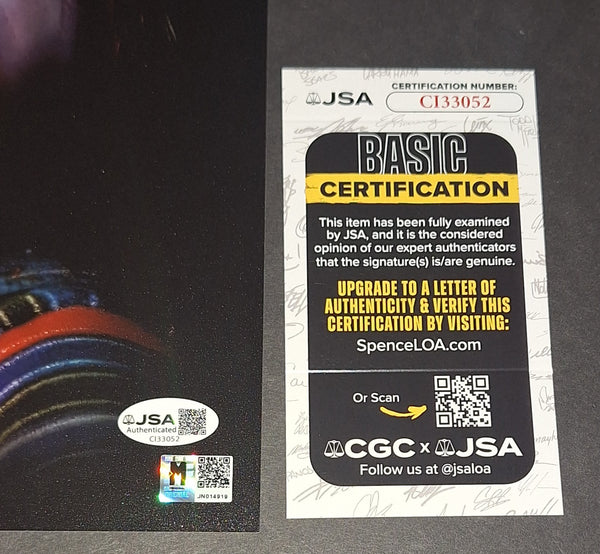 JSA
CERTIFICATION NUMBER:
CI33052
BASIC
CERTIFICATION
This item has been fully examined
by JSA, and it is the considered
opinion of our expert authenticators
that the signature(s) is/are genuine.
UPGRADE TO A LETTER OF
AUTHENTICITY & VERIFY THIS
CERTIFICATION BY VISITING:
SpenceLOA.com
Or Scan
CGC x JSA
Follow us at @jsaloa
JSA
Authenticated
CI33052
M
JN014919